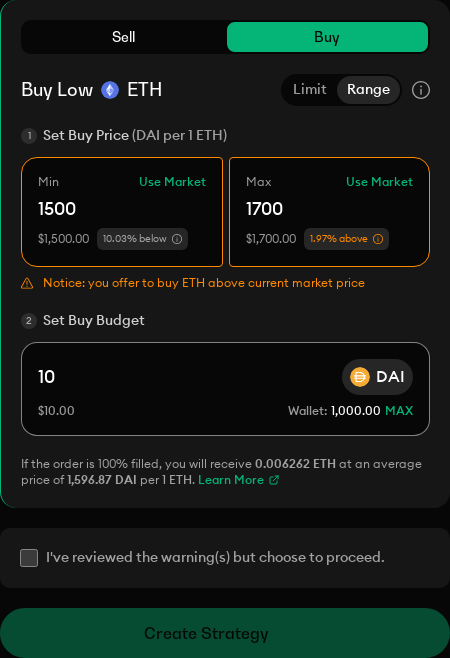 Sell Buy
Buy Low ETH Limit Range
1 Set Buy Price (DAI per 1 ETH)
Min Use Market Max Use Market
1500 1700
$1,500.00 10.03% below $1,700.00 1.97% above
Notice: you offer to buy ETH above current market price
2 Set Buy Budget
10 DAI
$10.00 Wallet: 1,000.00 MAX
If the order is 100% filled, you will receive 0.006262 ETH at an average
price of 1,596.87 DAI per 1 ETH. Learn More
I've reviewed the warning(s) but choose to proceed.
Create Strategy